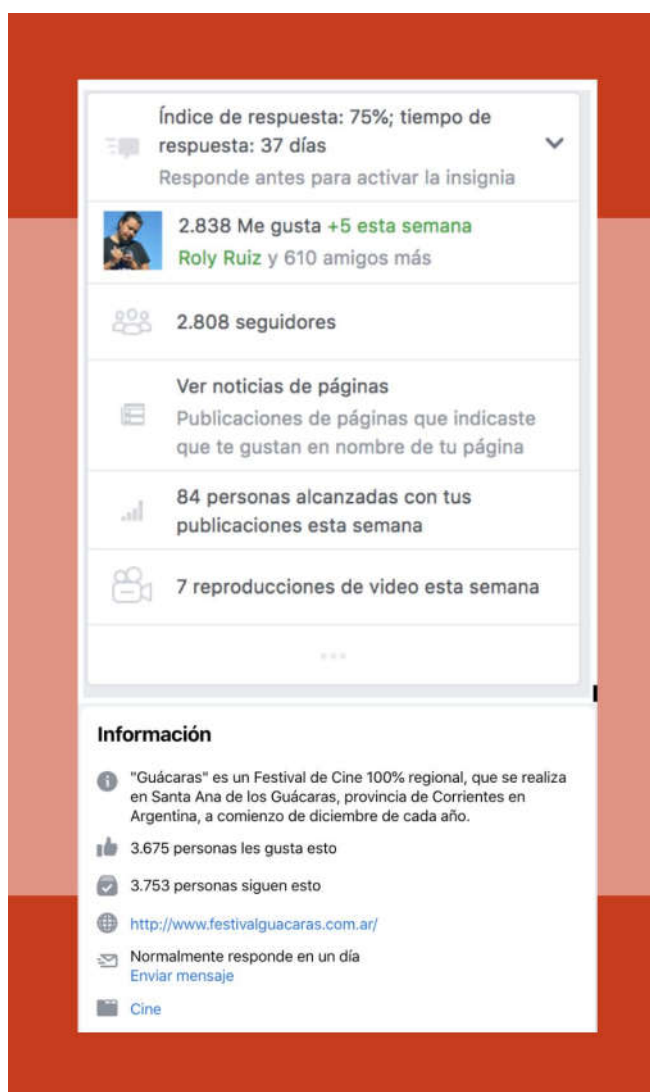 Índice de respuesta: 75%; tiempo de
respuesta: 37 días
Responde antes para activar la insignia
2.838 Me gusta +5 esta semana
Roly Ruiz y 610 amigos más
2.808 seguidores
Ver noticias de páginas
Publicaciones de páginas que indicaste
que te gustan en nombre de tu página
84 personas alcanzadas con tus
publicaciones esta semana
7 reproducciones de video esta semana
Información
"Guácaras" es un Festival de Cine 100% regional, que se realiza
en Santa Ana de los Guácaras, provincia de Corrientes en
Argentina, a comienzo de diciembre de cada año.
3.675 personas les gusta esto
3.753 personas siguen esto
http://www.festivalguacaras.com.ar/
Normalmente responde en un día
Enviar mensaje
Cine